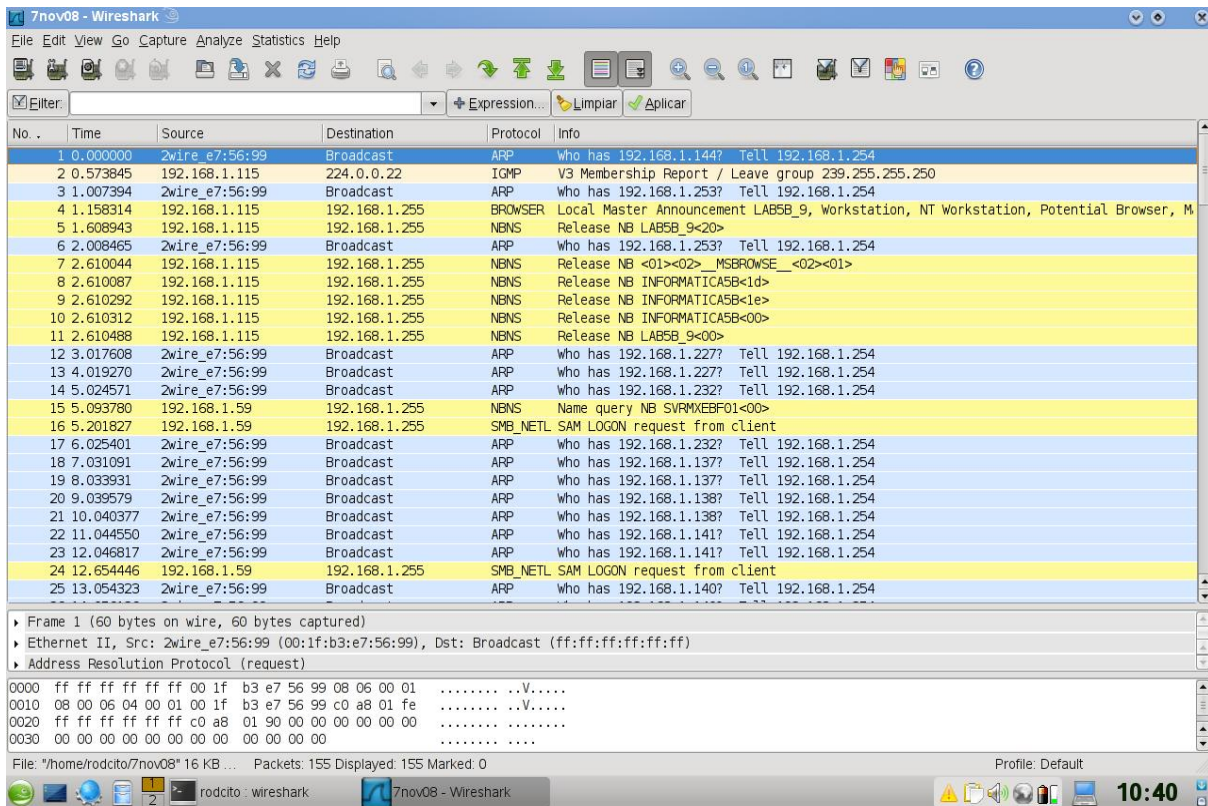 7nov08 - Wireshark
File Edit View Go Capture Analyze Statistics Help
Filter: Expression... Limpiar Aplicar
No. . Time Source Destination Protocol Info
1 0.000000 2wire_e7:56:99 Broadcast ARP Who has 192.168.1.144? Tell 192.168.1.254
2 0.573845 192.168.1.115 224.0.0.22 IGMP V3 Membership Report / Leave group 239.255.255.250
3 1.007394 2wire_e7:56:99 Broadcast ARP Who has 192.168.1.253? Tell 192.168.1.254
4 1.158314 192.168.1.115 192.168.1.255 BROWSER Local Master Announcement LAB5B_9, Workstation, NT Workstation, Potential Browser, M
5 1.608943 192.168.1.115 192.168.1.255 NBNS Release NB LAB5B_9<20>
6 2.008465 2wire_e7:56:99 Broadcast ARP Who has 192.168.1.253? Tell 192.168.1.254
7 2.610044 192.168.1.115 192.168.1.255 NBNS Release NB <01><02>__MSBROWSE__<02><01>
8 2.610087 192.168.1.115 192.168.1.255 NBNS Release NB INFORMATICA5B<1d>
9 2.610292 192.168.1.115 192.168.1.255 NBNS Release NB INFORMATICA5B<1e>
10 2.610312 192.168.1.115 192.168.1.255 NBNS Release NB INFORMATICA5B<00>
11 2.610488 192.168.1.115 192.168.1.255 NBNS Release NB LAB5B_9<00>
12 3.017608 2wire_e7:56:99 Broadcast ARP Who has 192.168.1.227? Tell 192.168.1.254
13 4.019270 2wire_e7:56:99 Broadcast ARP Who has 192.168.1.227? Tell 192.168.1.254
14 5.024571 2wire_e7:56:99 Broadcast ARP Who has 192.168.1.232? Tell 192.168.1.254
15 5.093780 192.168.1.59 192.168.1.255 NBNS Name query NB SVRMXEBF01<00>
16 5.201827 192.168.1.59 192.168.1.255 SMB_NETL SAM LOGON request from client
17 6.025401 2wire_e7:56:99 Broadcast ARP Who has 192.168.1.232? Tell 192.168.1.254
18 7.031091 2wire_e7:56:99 Broadcast ARP Who has 192.168.1.137? Tell 192.168.1.254
19 8.033931 2wire_e7:56:99 Broadcast ARP Who has 192.168.1.137? Tell 192.168.1.254
20 9.039579 2wire_e7:56:99 Broadcast ARP Who has 192.168.1.138? Tell 192.168.1.254
21 10.040377 2wire_e7:56:99 Broadcast ARP Who has 192.168.1.138? Tell 192.168.1.254
22 11.044550 2wire_e7:56:99 Broadcast ARP Who has 192.168.1.141? Tell 192.168.1.254
23 12.046817 2wire_e7:56:99 Broadcast ARP Who has 192.168.1.141? Tell 192.168.1.254
24 12.654446 192.168.1.59 192.168.1.255 SMB_NETL SAM LOGON request from client
25 13.054323 2wire_e7:56:99 Broadcast ARP Who has 192.168.1.140? Tell 192.168.1.254
Frame 1 (60 bytes on wire, 60 bytes captured)
Ethernet II, Src: 2wire_e7:56:99 (00:1f:b3:e7:56:99), Dst: Broadcast (ff:ff:ff:ff:ff:ff)
Address Resolution Protocol (request)
0000 ff ff ff ff ff ff 00 1f b3 e7 56 99 08 06 00 01 ........ ..V.....
0010 08 00 06 04 00 01 00 1f b3 e7 56 99 c0 a8 01 fe ........ ..V.....
0020 ff ff ff ff ff ff c0 a8 01 90 00 00 00 00 00 00 ........ ........
0030 00 00 00 00 00 00 00 00 00 00 00 00 ........ ....
File: "/home/rodcito/7nov08" 16 KB ... Packets: 155 Displayed: 155 Marked: 0 Profile: Default
1
2
rodcito : wireshark 7nov08 - Wireshark 10:40